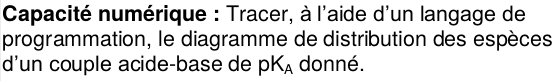 Capacité numérique : Tracer, à l’aide d’un langage de
programmation, le diagramme de distribution des espèces
d’un couple acide-base de pKA donné.